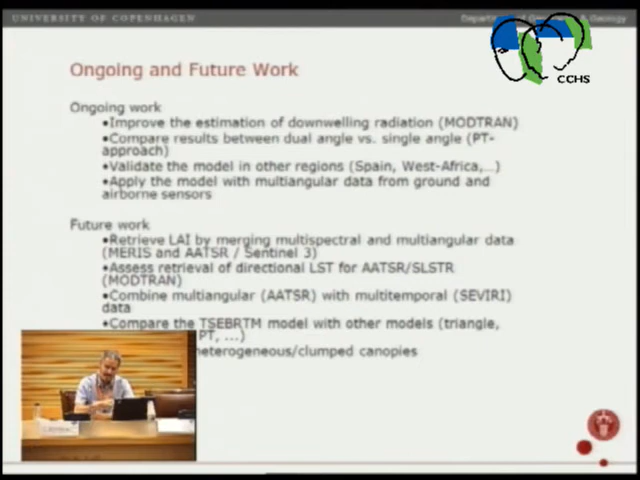 UNIVERSITY OF COPENHAGEN
CCHS
Ongoing and Future Work
Ongoing work
•Improve the estimation of downwelling radiation (MODTRAN)
•Compare results between dual angle vs. single angle (PT-
approach)
•Validate the model in other regions (Spain, West-Africa,…)
•Apply the model with multiangular data from ground and
airborne sensors
Future work
•Retrieve LAI by merging multispectral and multiangular data
(MERIS and AATSR / Sentinel 3)
•Assess retrieval of directional LST for AATSR/SLSTR
(MODTRAN)
•Combine multiangular (AATSR) with multitemporal (SEVIRI)
data
•Compare the TSEBRTM model with other models (triangle,
PT, ...)
heterogeneous/clumped canopies